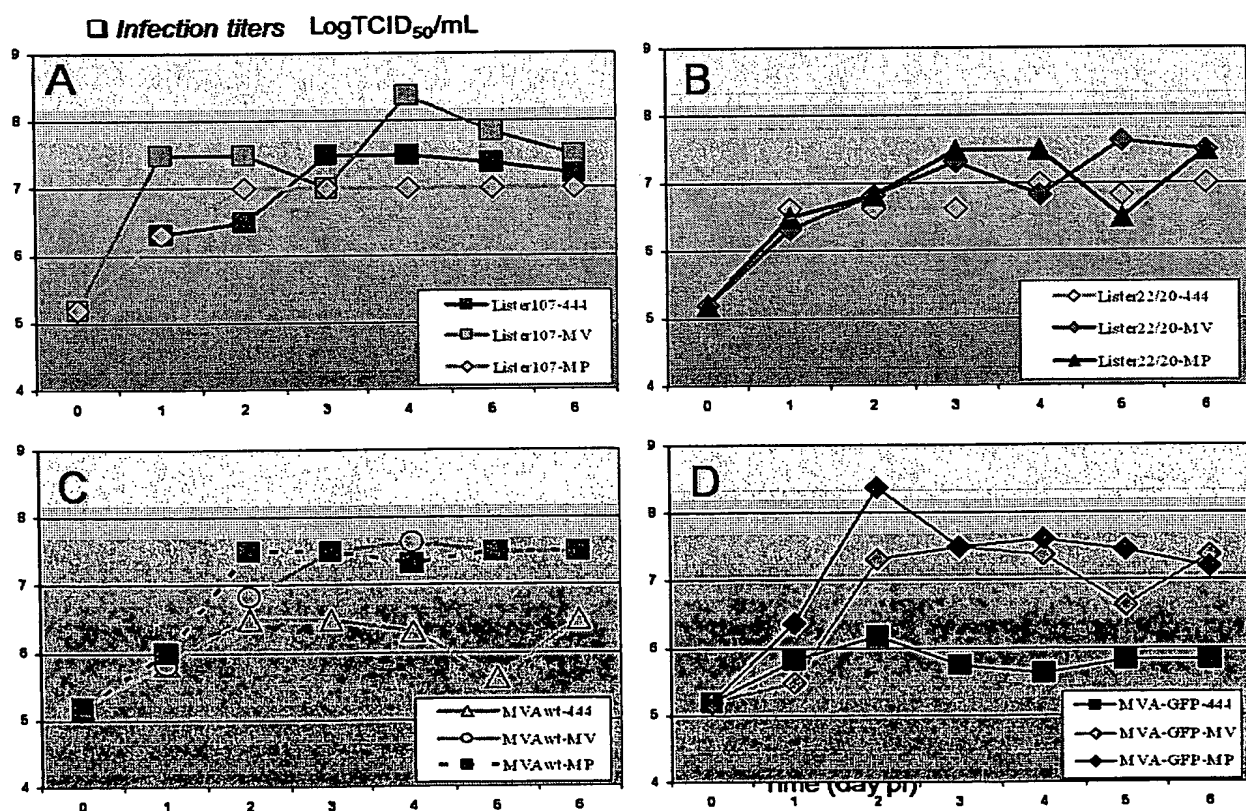 Infection titers LogTCID50/mL
A
9
8
7
6
5
4
0 1 2 3 4 5 6
Lister107-444
Lister107-MV
Lister107-MP
B
9
8
7
6
5
4
0 1 2 3 4 5 6
Lister22/20-444
Lister22/20-MV
Lister22/20-MP
C
9
8
7
6
5
4
0 1 2 3 4 5 6
MVAwt-444
MVAwt-MV
MVAwt-MP
D
9
8
7
6
5
4
0 1 2 3 4 5 6
MVA-GFP-444
MVA-GFP-MV
MVA-GFP-MP
Time (day pi)